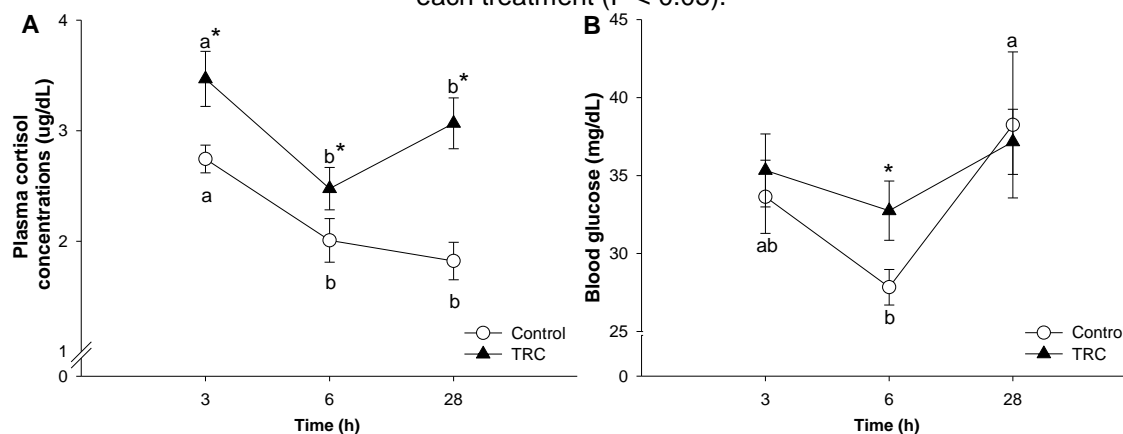 each treatment (P < 0.05).
A
4
3
2
1
0
Plasma cortisol
concentrations (ug/dL)
a*
b*
b*
a
b
b
Control
TRC
3
6
28
Time (h)
B
45
40
35
30
25
0
Blood glucose (mg/dL)
a
*
ab
b
Contro
TRC
3
6
28
Time (h)